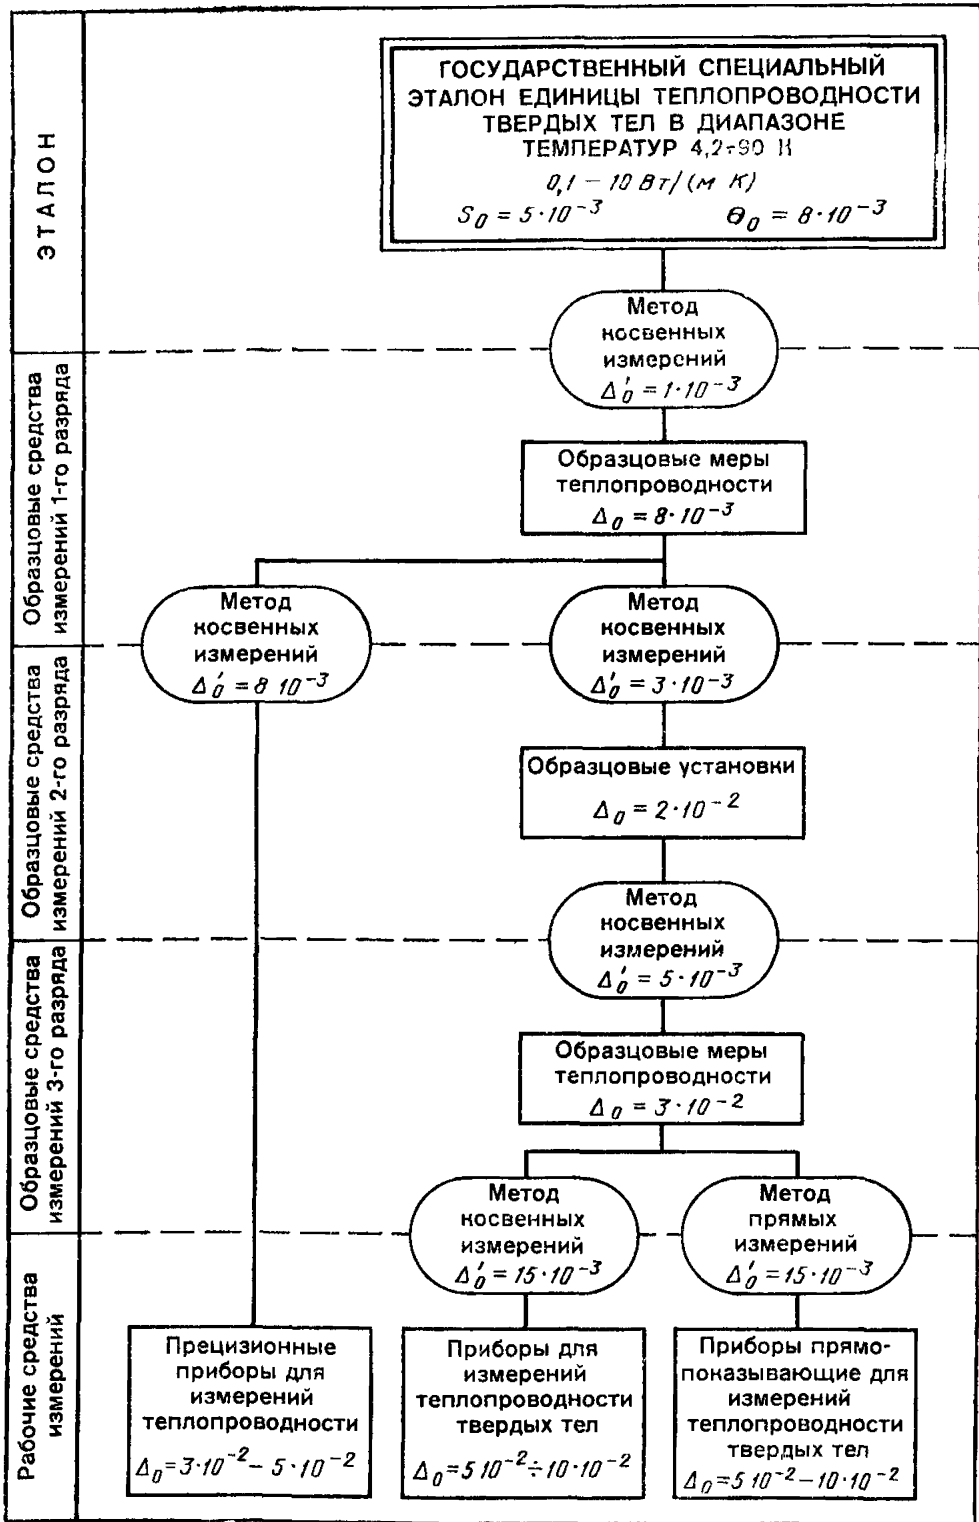 ЭТАЛОН
ГОСУДАРСТВЕННЫЙ СПЕЦИАЛЬНЫЙ
ЭТАЛОН ЕДИНИЦЫ ТЕПЛОПРОВОДНОСТИ
ТВЕРДЫХ ТЕЛ В ДИАПАЗОНЕ
ТЕМПЕРАТУР 4,2÷90 К
0,1 – 10 Вт/(м К)
S₀ = 5·10⁻³ Θ₀ = 8·10⁻³
Метод
косвенных
измерений
Δ'₀ = 1·10⁻³
Образцовые средства
измерений 1-го разряда
Образцовые меры
теплопроводности
Δ₀ = 8·10⁻³
Метод
косвенных
измерений
Δ'₀ = 8 10⁻³
Метод
косвенных
измерений
Δ'₀ = 3·10⁻³
Образцовые средства
измерений 2-го разряда
Образцовые установки
Δ₀ = 2·10⁻²
Метод
косвенных
измерений
Δ'₀ = 5·10⁻³
Образцовые средства
измерений 3-го разряда
Образцовые меры
теплопроводности
Δ₀ = 3·10⁻²
Метод
косвенных
измерений
Δ'₀ = 15·10⁻³
Метод
прямых
измерений
Δ'₀ = 15·10⁻³
Рабочие средства
измерений
Прецизионные
приборы для
измерений
теплопроводности
Δ₀ = 3·10⁻² – 5·10⁻²
Приборы для
измерений
теплопроводности
твердых тел
Δ₀ = 5 10⁻² ÷ 10·10⁻²
Приборы прямо-
показывающие для
измерений
теплопроводности
твердых тел
Δ₀ = 5 10⁻² – 10·10⁻²